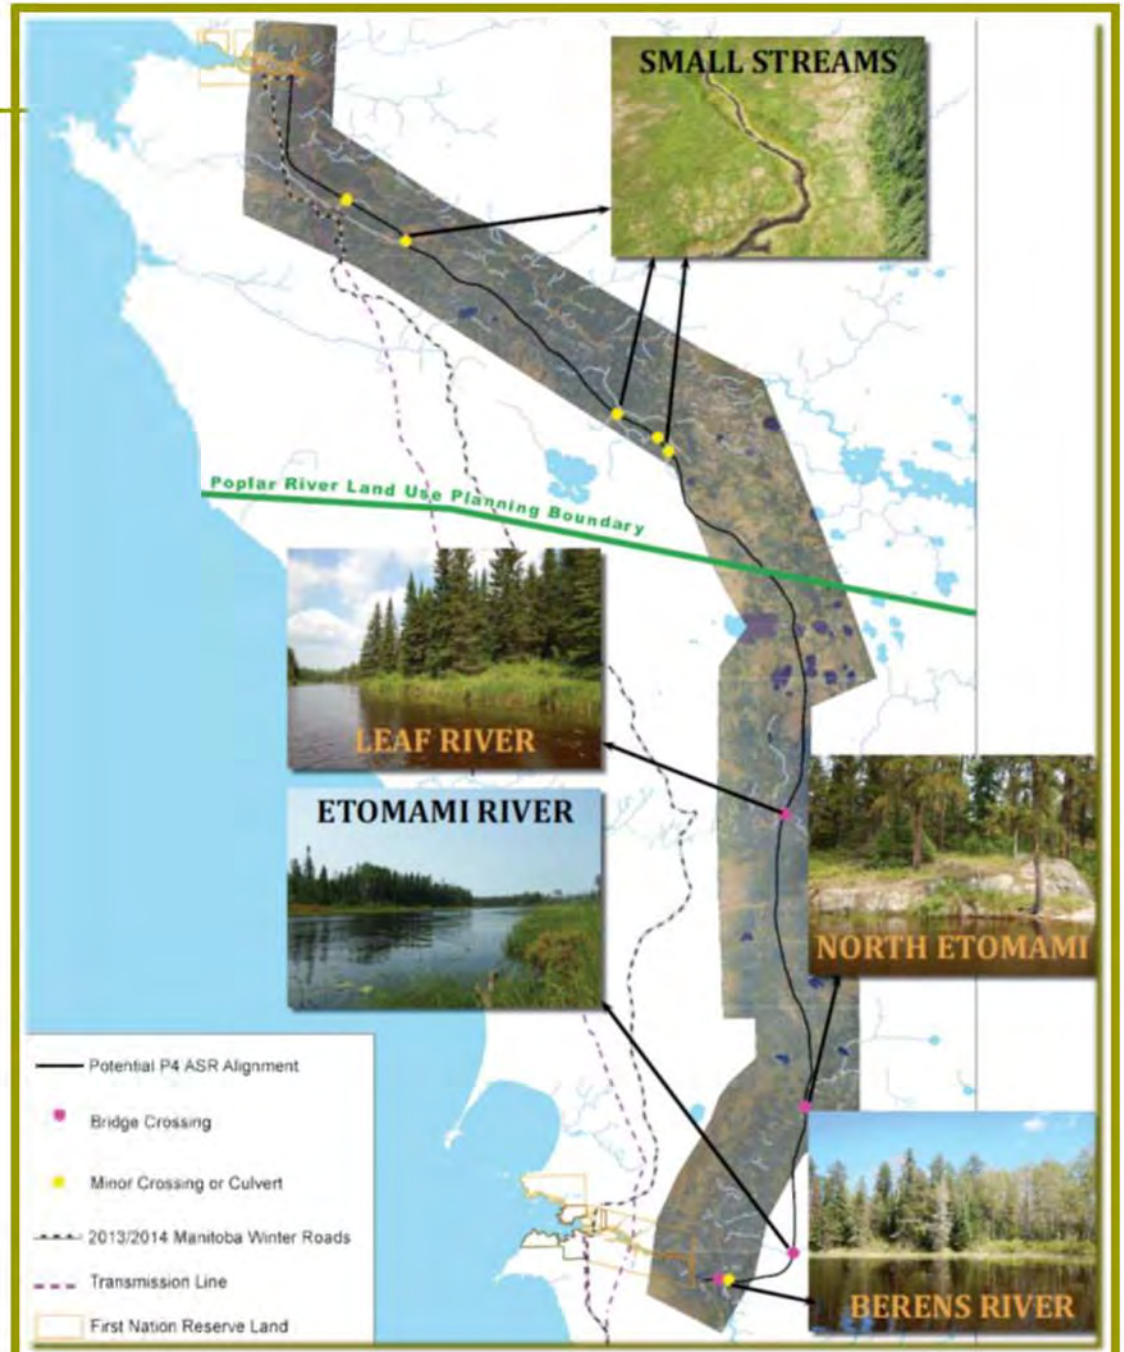 SMALL STREAMS
Poplar River Land Use Planning Boundary
LEAF RIVER
ETOMAMI RIVER
NORTH ETOMAMI
BERENS RIVER
Potential P4 ASR Alignment
Bridge Crossing
Minor Crossing or Culvert
2013/2014 Manitoba Winter Roads
Transmission Line
First Nation Reserve Land